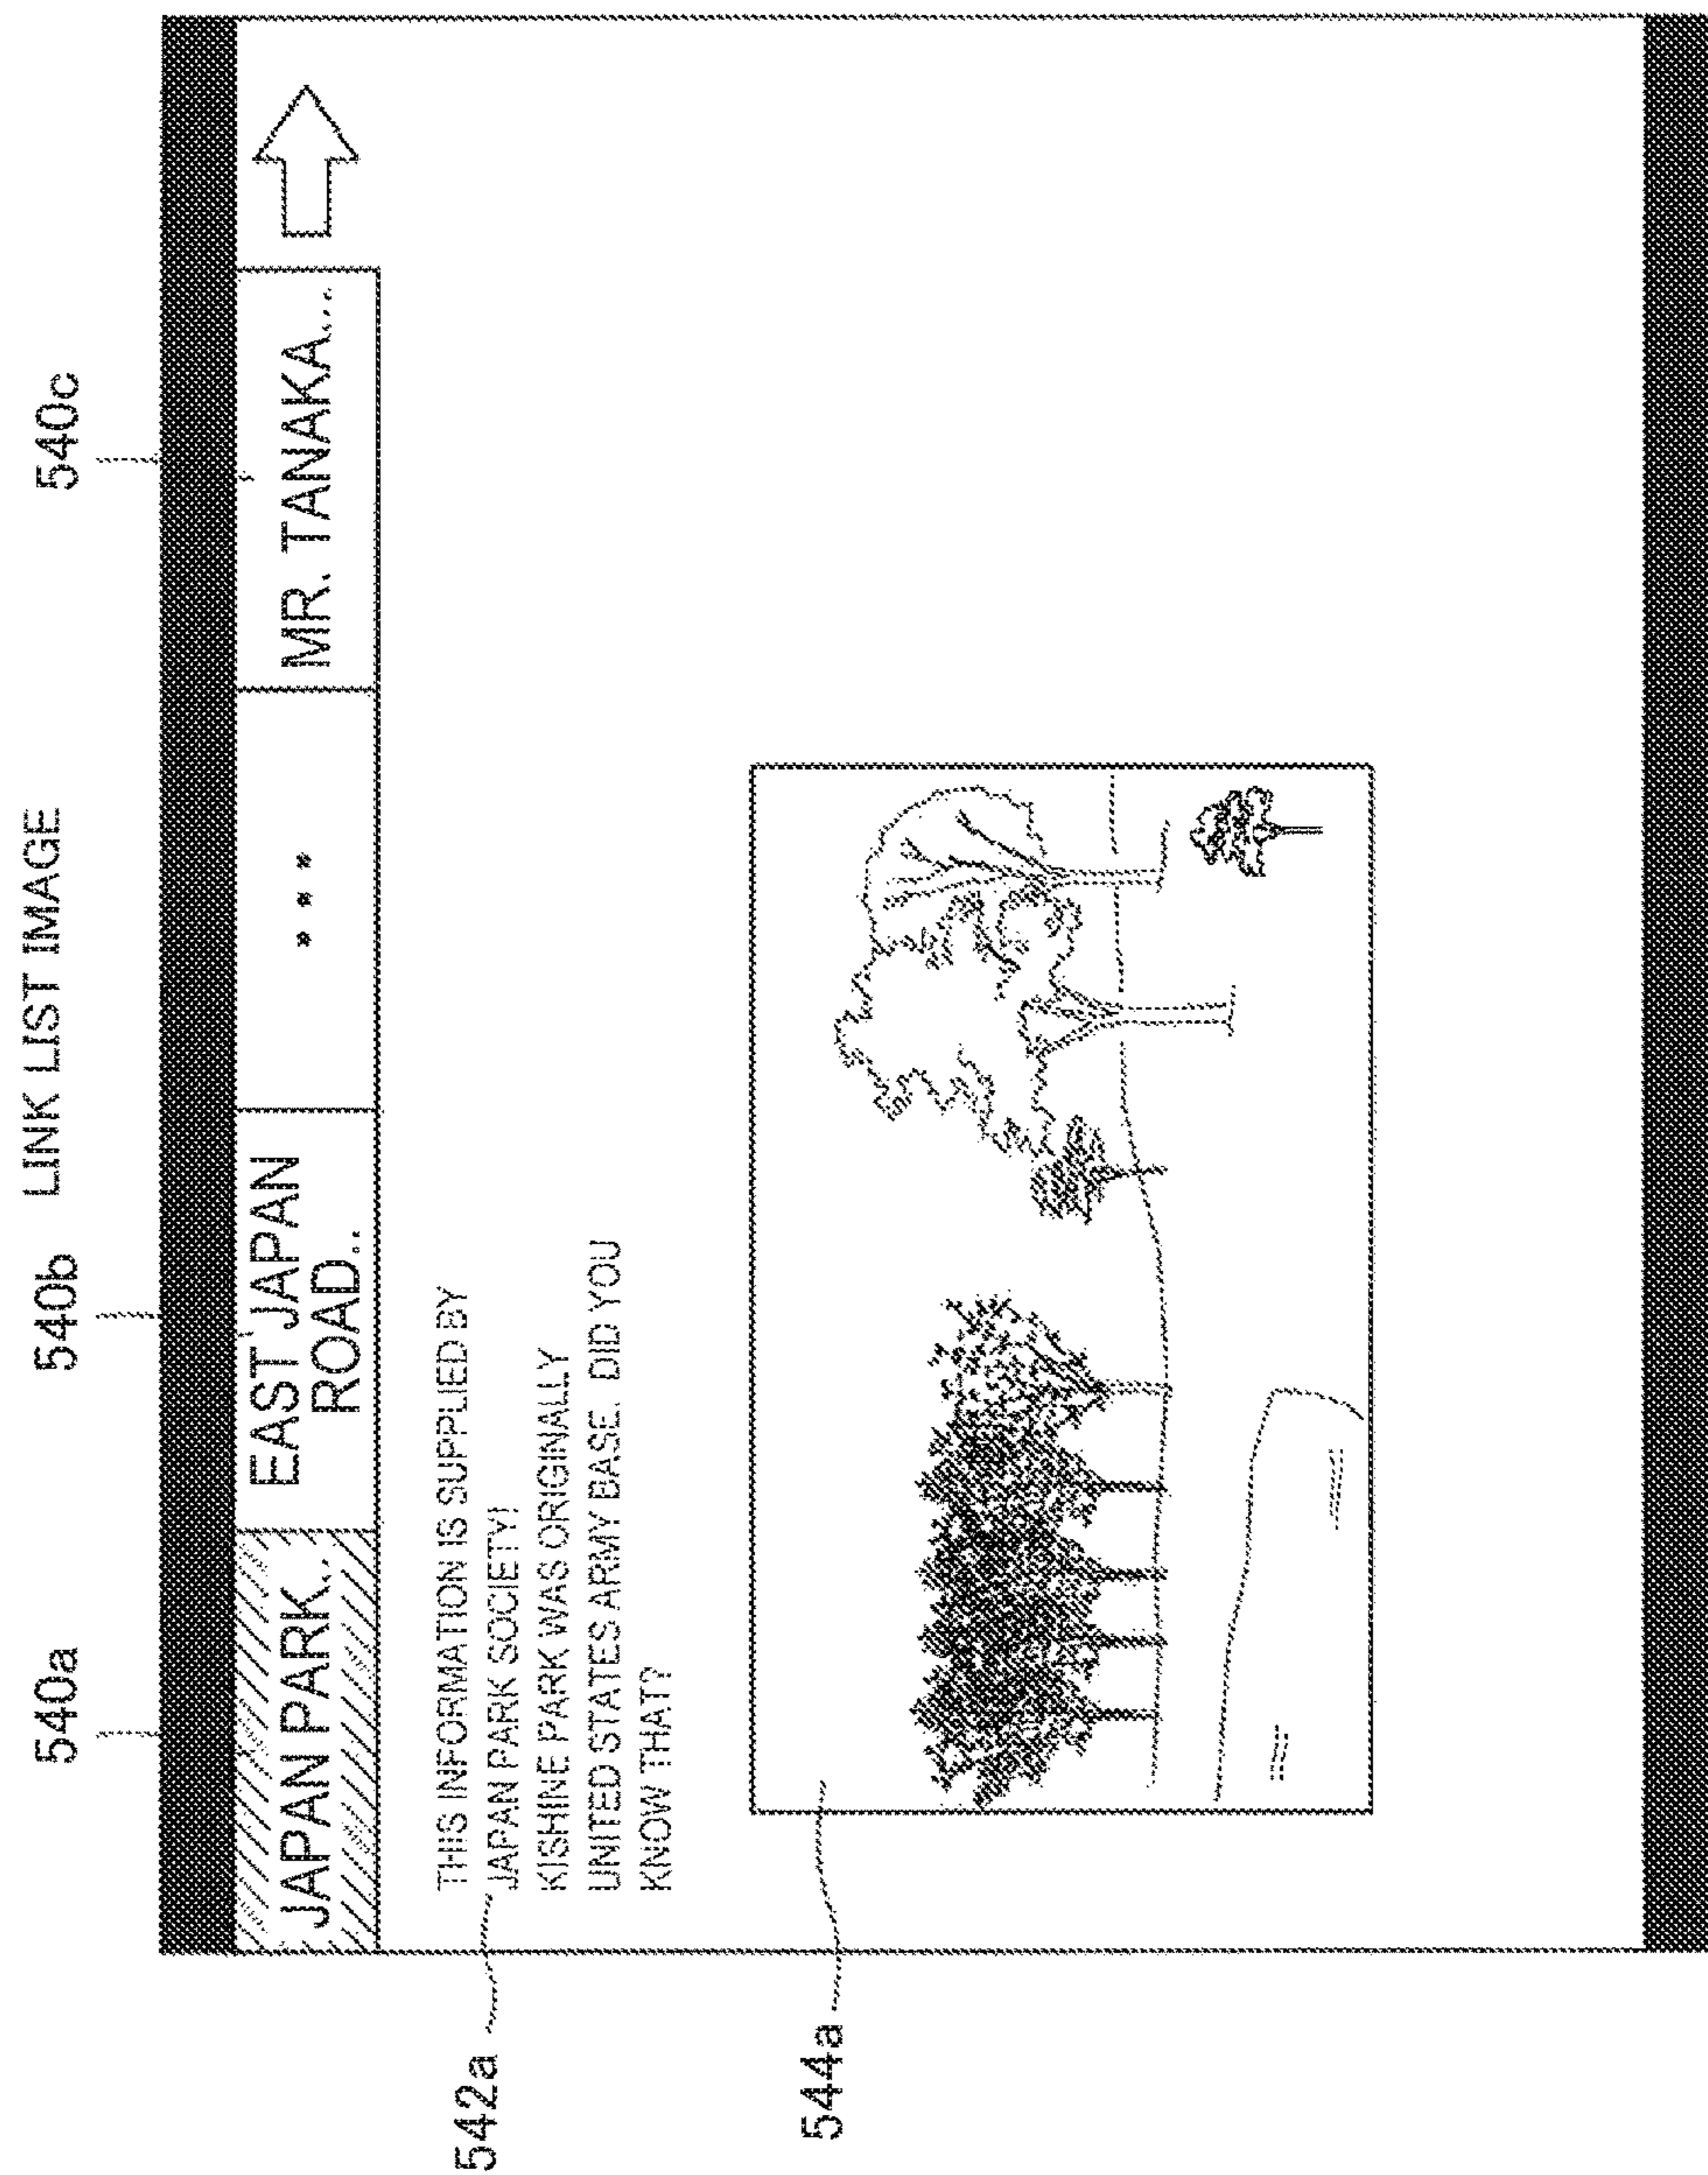 LINK LIST IMAGE
540a
540b
540c
JAPAN PARK..
EAST JAPAN
ROAD..
...
MR. TANAKA...
542a
THIS INFORMATION IS SUPPLIED BY
JAPAN PARK SOCIETY!
KISHINE PARK WAS ORIGINALLY
UNITED STATES ARMY BASE. DID YOU
KNOW THAT?
544a